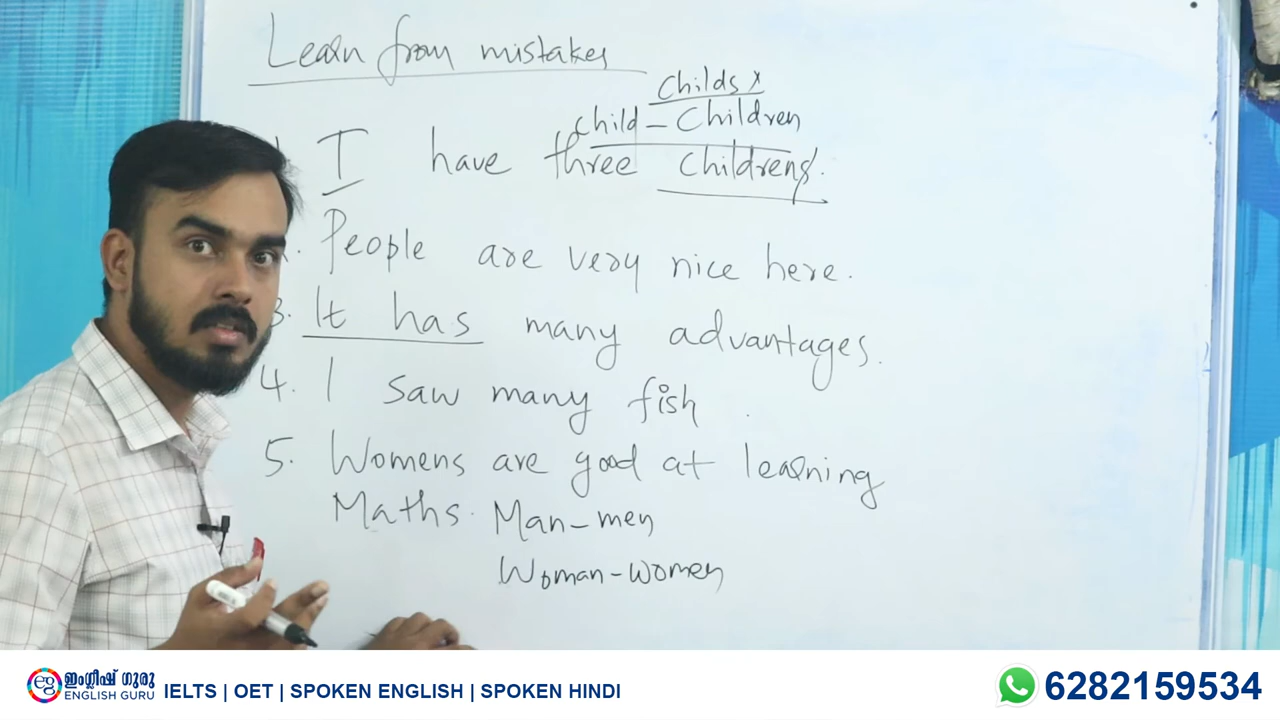 Learn from mistakes
Childs x
child - Children
1. I have three Childrens.
2. People are very nice here.
3. It has many advantages.
4. I saw many fish.
5. Womens are good at learning
Maths. Man - men
Woman - women
eg ഇംഗ്ലീഷ് ഗുരു
ENGLISH GURU
IELTS | OET | SPOKEN ENGLISH | SPOKEN HINDI
6282159534